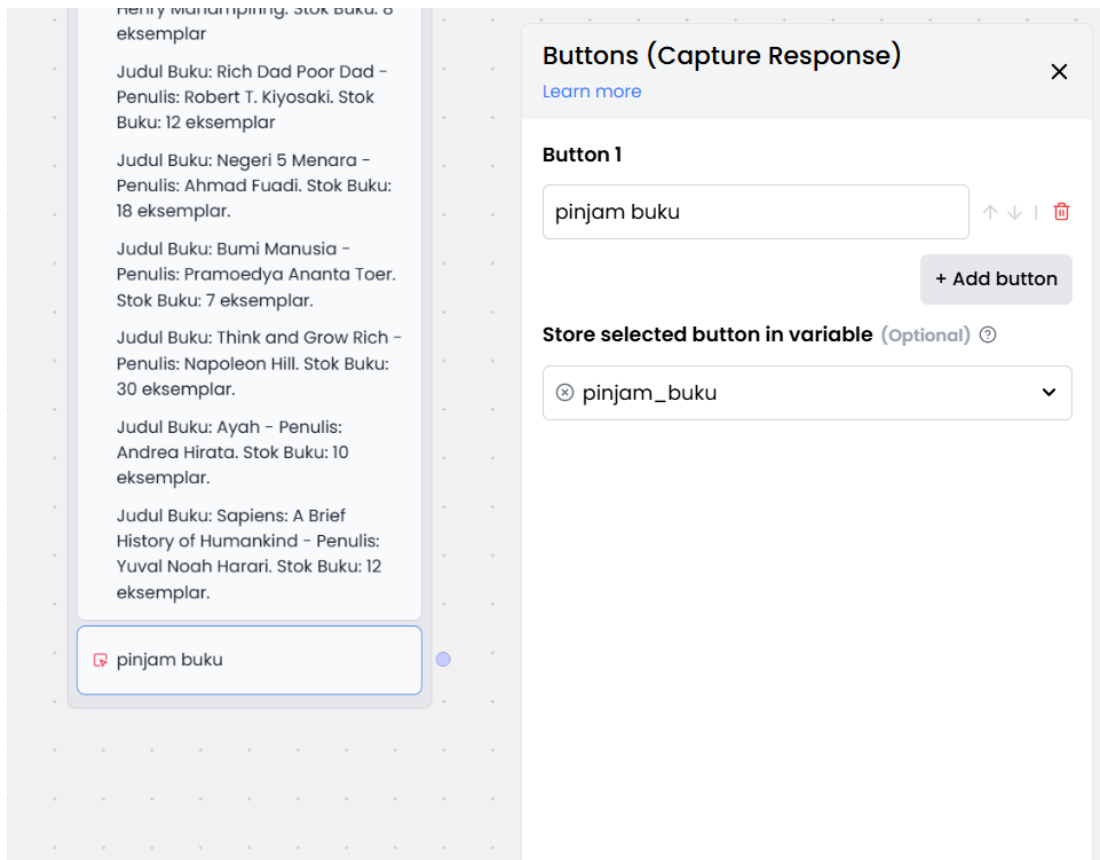 Henry Manampiring. Stok Buku: 8
eksemplar
Judul Buku: Rich Dad Poor Dad -
Penulis: Robert T. Kiyosaki. Stok
Buku: 12 eksemplar
Judul Buku: Negeri 5 Menara -
Penulis: Ahmad Fuadi. Stok Buku:
18 eksemplar.
Judul Buku: Bumi Manusia -
Penulis: Pramoedya Ananta Toer.
Stok Buku: 7 eksemplar.
Judul Buku: Think and Grow Rich -
Penulis: Napoleon Hill. Stok Buku:
30 eksemplar.
Judul Buku: Ayah - Penulis:
Andrea Hirata. Stok Buku: 10
eksemplar.
Judul Buku: Sapiens: A Brief
History of Humankind - Penulis:
Yuval Noah Harari. Stok Buku: 12
eksemplar.
pinjam buku
Buttons (Capture Response)
Learn more
Button 1
pinjam buku
+ Add button
Store selected button in variable (Optional)
pinjam_buku